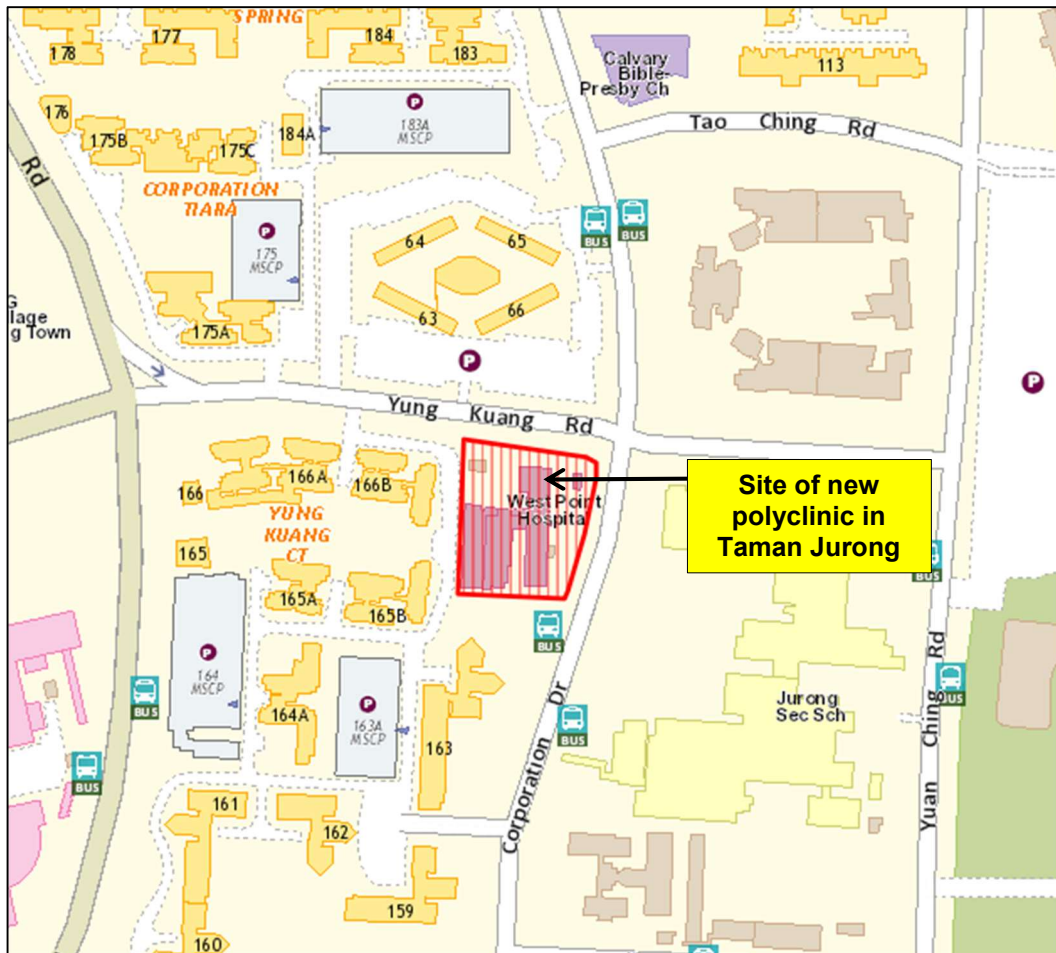 SPRING
178
177
184
183
Calvary
Bible-
Presby Ch
113
176
175B
175C
184A
P
183A
MSCP
Tao Ching Rd
Rd
CORPORATION
TIARA
P
175
MSCP
BUS
BUS
64
65
63
66
175A
lage
g Town
P
P
Yung Kuang Rd
166
166A
166B
YUNG
KUANG
CT
165
165A
165B
West Point
Hospital
Site of new
polyclinic in
Taman Jurong
BUS
BUS
P
164
MSCP
164A
P
163A
MSCP
163
BUS
BUS
BUS
BUS
Jurong
Sec Sch
Corporation Dr
Yuan Ching Rd
161
162
159
160